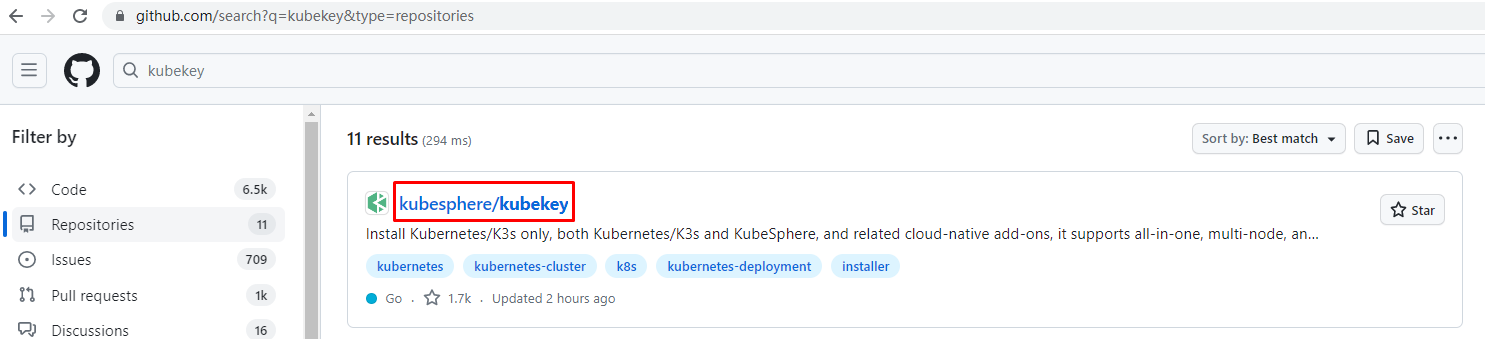 github.com/search?q=kubekey&type=repositories
kubekey
Filter by
Code 6.5k
Repositories 11
Issues 709
Pull requests 1k
Discussions 16
11 results (294 ms)
Sort by: Best match
Save
kubesphere/kubekey
Star
Install Kubernetes/K3s only, both Kubernetes/K3s and KubeSphere, and related cloud-native add-ons, it supports all-in-one, multi-node, an...
kubernetes kubernetes-cluster k8s kubernetes-deployment installer
Go · 1.7k · Updated 2 hours ago